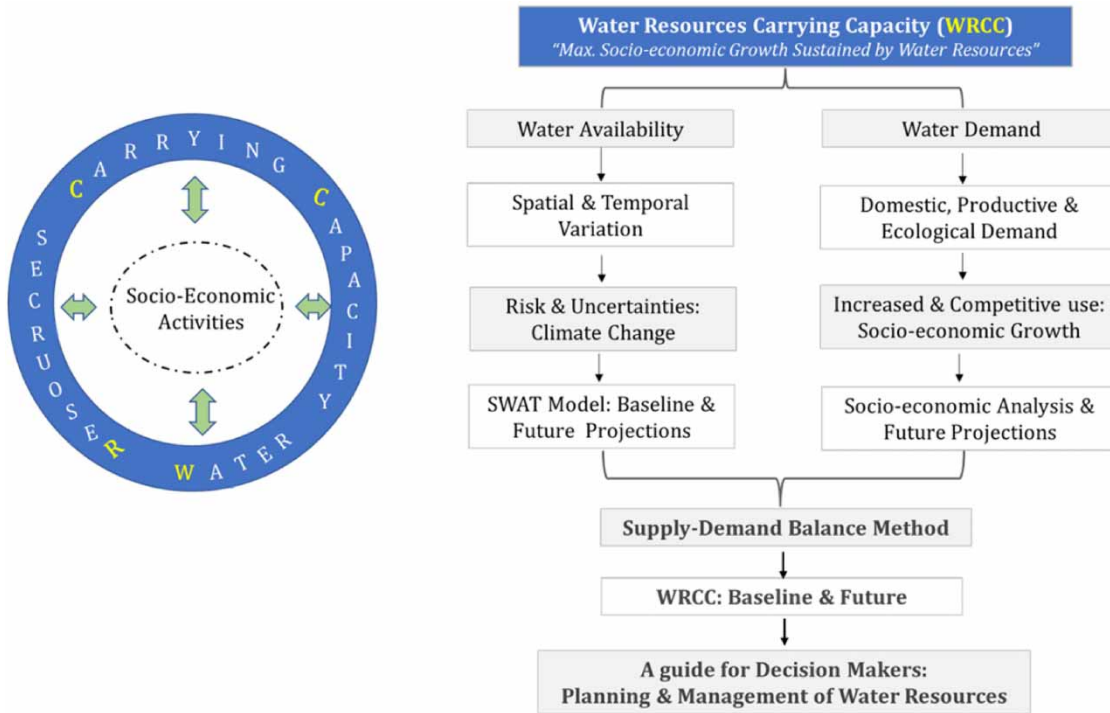 WATER RESOURCES CARRYING CAPACITY
Socio-Economic
Activities
Water Resources Carrying Capacity (WRCC)
“Max. Socio-economic Growth Sustained by Water Resources”
Water Availability
Spatial & Temporal
Variation
Risk & Uncertainties:
Climate Change
SWAT Model: Baseline &
Future Projections
Water Demand
Domestic, Productive &
Ecological Demand
Increased & Competitive use:
Socio-economic Growth
Socio-economic Analysis &
Future Projections
Supply-Demand Balance Method
WRCC: Baseline & Future
A guide for Decision Makers:
Planning & Management of Water Resources